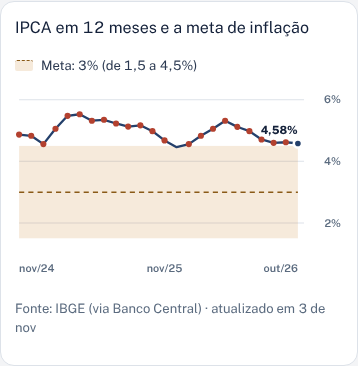 IPCA em 12 meses e a meta de inflação
Meta: 3% (de 1,5 a 4,5%)
6%
4,58%
4%
2%
nov/24 nov/25 out/26
Fonte: IBGE (via Banco Central) · atualizado em 3 de
nov